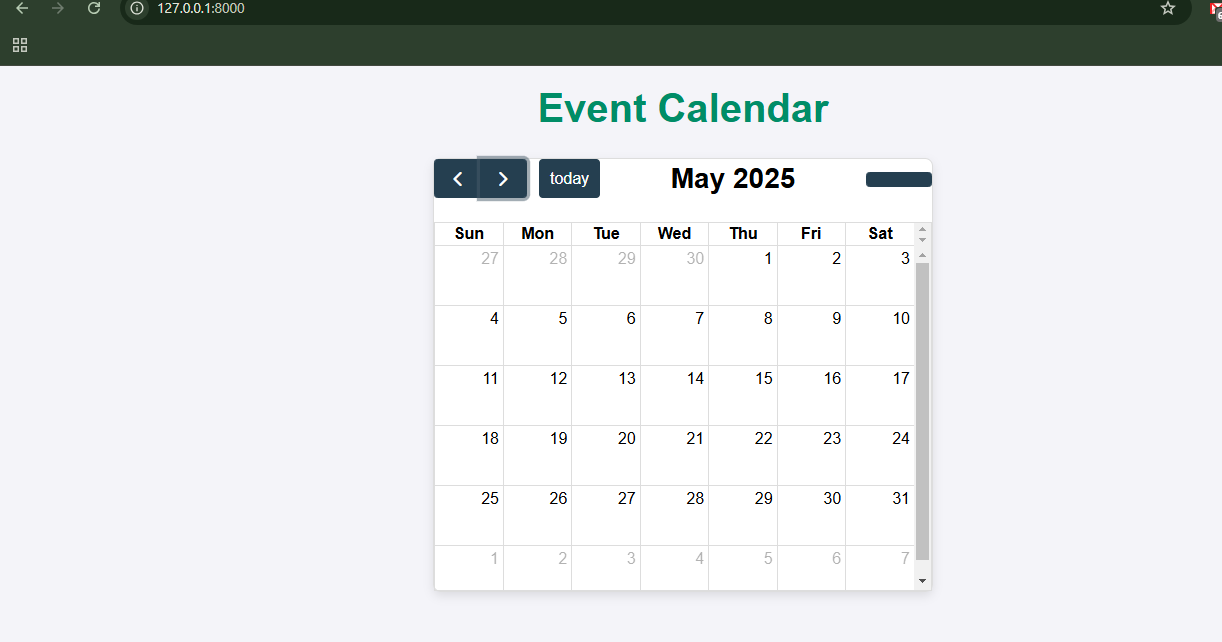 127.0.0.1:8000
Event Calendar
today May 2025
Sun Mon Tue Wed Thu Fri Sat
27 28 29 30 1 2 3
4 5 6 7 8 9 10
11 12 13 14 15 16 17
18 19 20 21 22 23 24
25 26 27 28 29 30 31
1 2 3 4 5 6 7